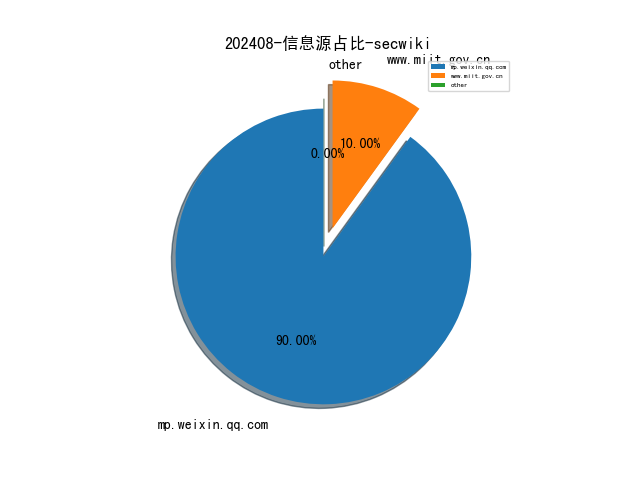 202408-信息源占比-secwiki
www.miit.gov.cn
other
mp.weixin.qq.com
www.miit.gov.cn
other
10.00%
0.00%
90.00%
mp.weixin.qq.com